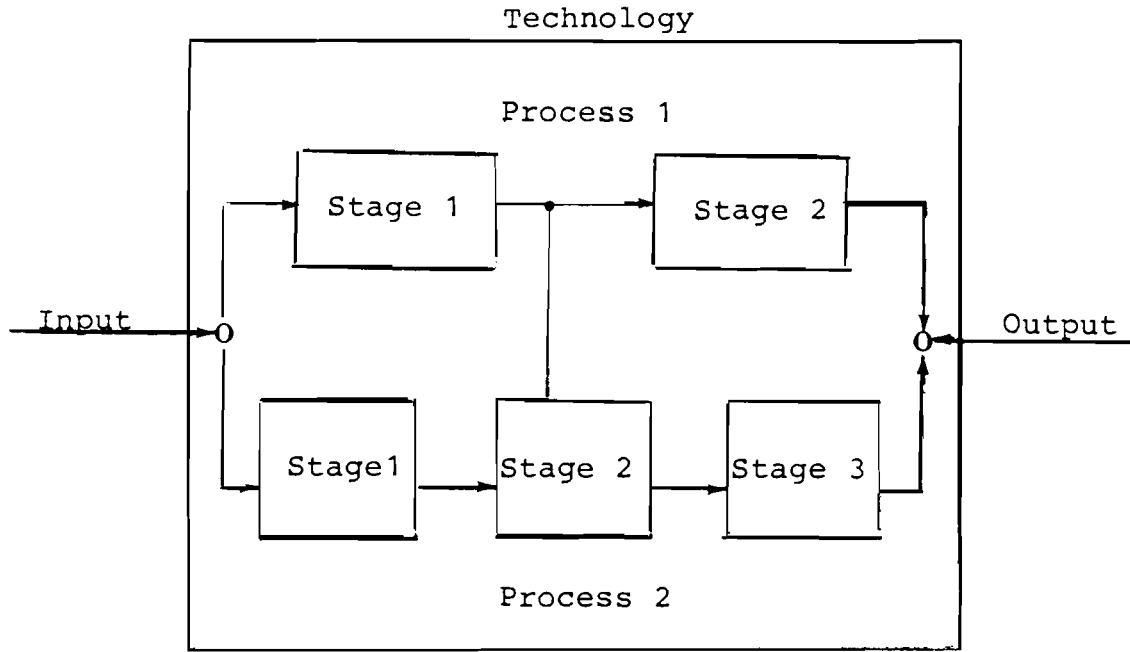 Technology
Process 1
Stage 1
Stage 2
Input
Output
Stage1
Stage 2
Stage 3
Process 2